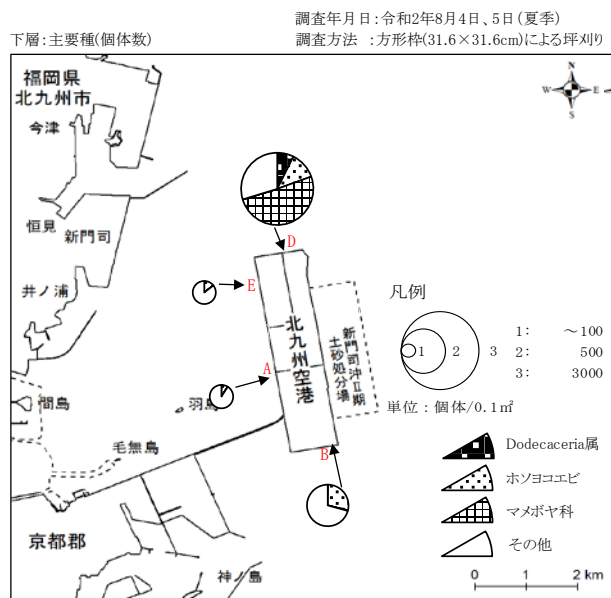 調査年月日:令和2年8月4日、5日(夏季)
下層:主要種(個体数)
調査方法 :方形枠(31.6×31.6cm)による坪刈り
福岡県
北九州市
今津
恒見
新門司
井ノ浦
間島
羽島
毛無島
京都郡
神ノ島
N
W
E
S
D
E
A
B
北九州空港
新門司沖Ⅱ期
土砂処分場
凡例
1
2
3
1: ~100
2: 500
3: 3000
単位:個体/0.1㎡
Dodecaceria属
ホソヨコエビ
マメボヤ科
その他
0 1 2 km